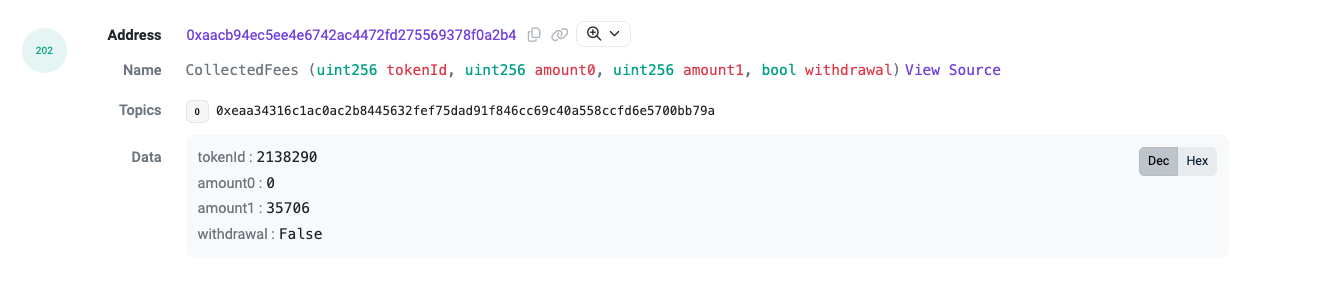 202
Address 0xaacb94ec5ee4e6742ac4472fd275569378f0a2b4
Name CollectedFees (uint256 tokenId, uint256 amount0, uint256 amount1, bool withdrawal) View Source
Topics 0 0xeaa34316c1ac0ac2b8445632fef75dad91f846cc69c40a558ccfd6e5700bb79a
Data tokenId : 2138290 Dec Hex
amount0 : 0
amount1 : 35706
withdrawal : False